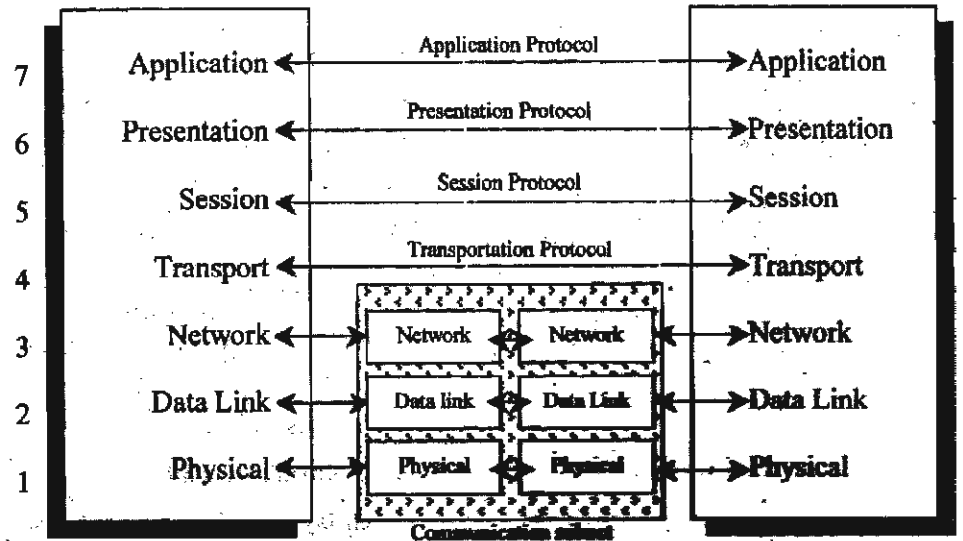 Application Protocol
7 Application Application
Presentation Protocol
6 Presentation Presentation
Session Protocol
5 Session Session
Transportation Protocol
4 Transport Transport
3 Network Network Network Network
2 Data Link Data link Data Link Data Link
1 Physical Physical Physical Physical
Communication